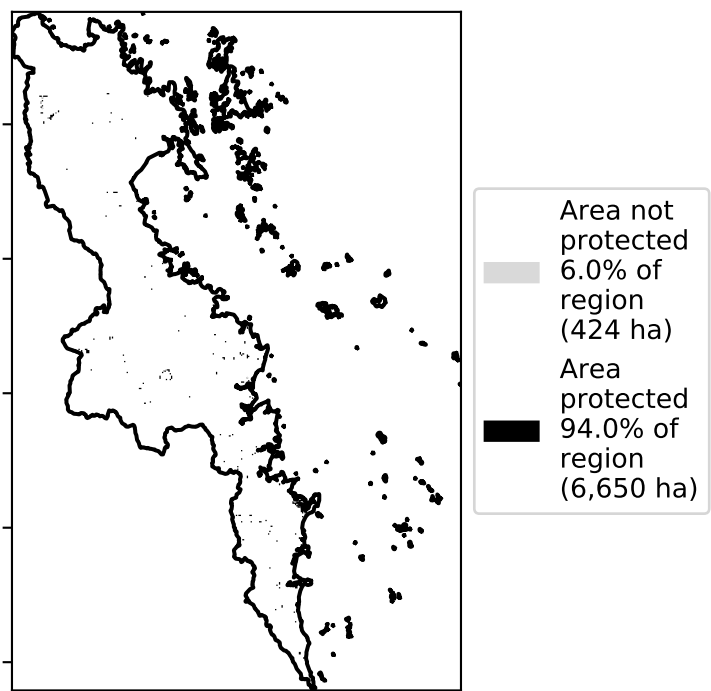 Area not
protected
6.0% of
region
(424 ha)
Area
protected
94.0% of
region
(6,650 ha)